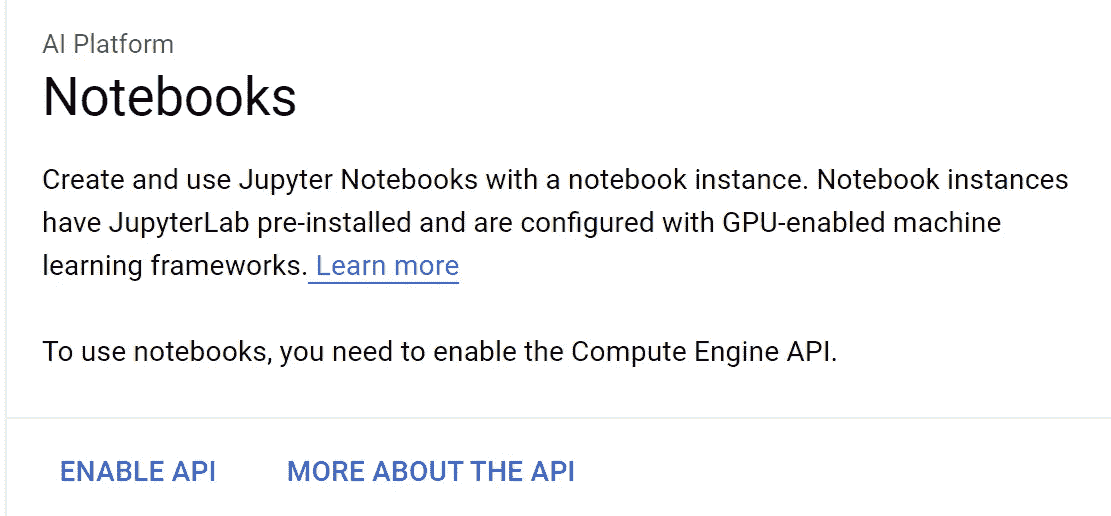 AI Platform
Notebooks
Create and use Jupyter Notebooks with a notebook instance. Notebook instances
have JupyterLab pre-installed and are configured with GPU-enabled machine
learning frameworks. Learn more
To use notebooks, you need to enable the Compute Engine API.
ENABLE API MORE ABOUT THE API